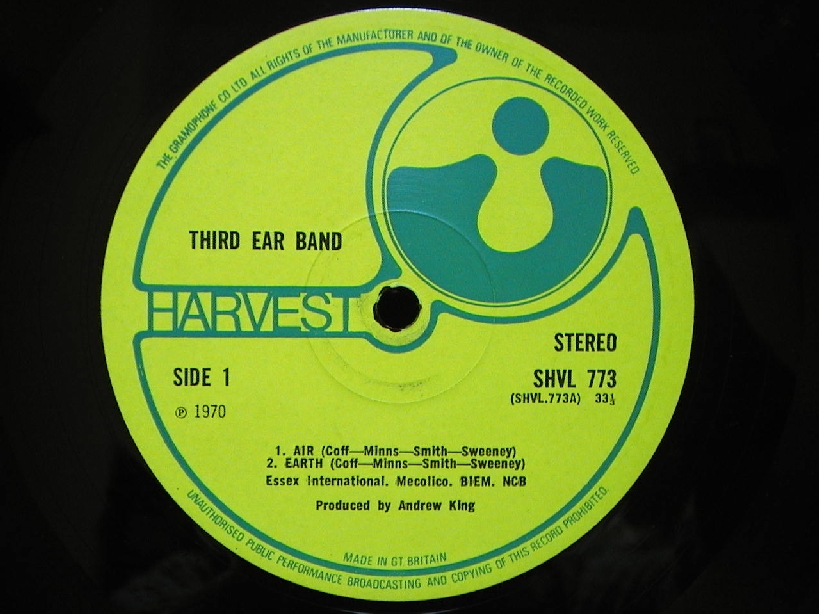 THE GRAMOPHONE CO LTD ALL RIGHTS OF THE MANUFACTURER AND OF THE OWNER OF THE RECORDED WORK RESERVED
THIRD EAR BAND
HARVEST
STEREO
SIDE 1
SHVL 773
(SHVL.773A) 33⅓
℗ 1970
1. AIR (Coff—Minns—Smith—Sweeney)
2. EARTH (Coff—Minns—Smith—Sweeney)
Essex International. Mecolico. BIEM. NCB
Produced by Andrew King
MADE IN GT BRITAIN
UNAUTHORISED PUBLIC PERFORMANCE BROADCASTING AND COPYING OF THIS RECORD PROHIBITED.